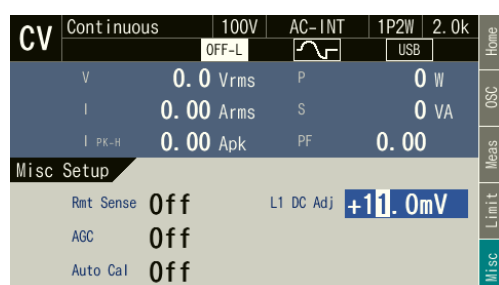 CV Continuous 100V AC-INT 1P2W 2.0k
OFF-L USB
V 0.0 Vrms P 0 W
I 0.00 Arms S 0 VA
I PK-H 0.00 Apk PF 0.00
Misc Setup
Rmt Sense Off L1 DC Adj +11.0mV
AGC Off
Auto Cal Off
Home
OSC
Meas
Limit
Misc